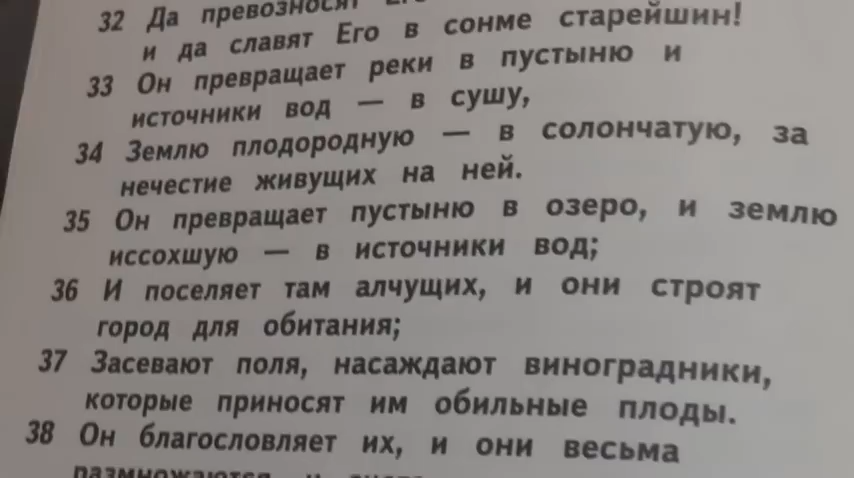 32 Да превозносят
и да славят Его в сонме старейшин!
33 Он превращает реки в пустыню и
источники вод — в сушу,
34 Землю плодородную — в солончатую, за
нечестие живущих на ней.
35 Он превращает пустыню в озеро, и землю
иссохшую — в источники вод;
36 И поселяет там алчущих, и они строят
город для обитания;
37 Засевают поля, насаждают виноградники,
которые приносят им обильные плоды.
38 Он благословляет их, и они весьма
размножаются, и